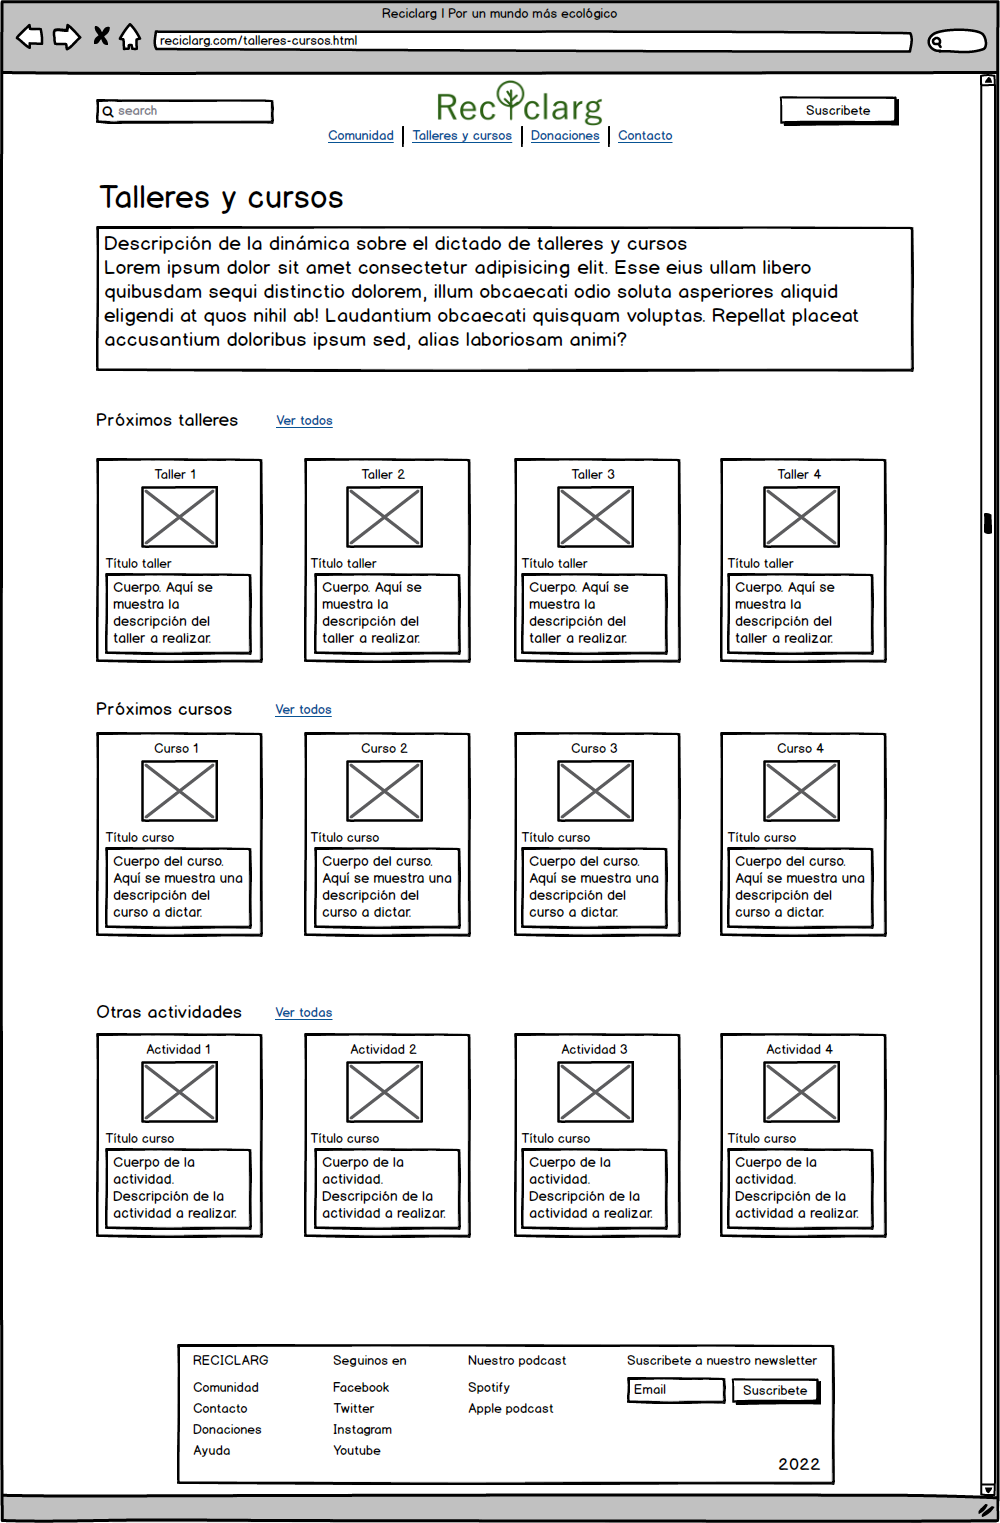 Reciclarg | Por un mundo más ecológico
reciclarg.com/talleres-cursos.html
search
Reciclarg
Suscribete
Comunidad
Talleres y cursos
Donaciones
Contacto
Talleres y cursos
Descripción de la dinámica sobre el dictado de talleres y cursos
Lorem ipsum dolor sit amet consectetur adipisicing elit. Esse eius ullam libero
quibusdam sequi distinctio dolorem, illum obcaecati odio soluta asperiores aliquid
eligendi at quos nihil ab! Laudantium obcaecati quisquam voluptas. Repellat placeat
accusantium doloribus ipsum sed, alias laboriosam animi?
Próximos talleres
Ver todos
Taller 1
Título taller
Cuerpo. Aquí se
muestra la
descripción del
taller a realizar.
Taller 2
Título taller
Cuerpo. Aquí se
muestra la
descripción del
taller a realizar.
Taller 3
Título taller
Cuerpo. Aquí se
muestra la
descripción del
taller a realizar.
Taller 4
Título taller
Cuerpo. Aquí se
muestra la
descripción del
taller a realizar.
Próximos cursos
Ver todos
Curso 1
Título curso
Cuerpo del curso.
Aquí se muestra una
descripción del
curso a dictar.
Curso 2
Título curso
Cuerpo del curso.
Aquí se muestra una
descripción del
curso a dictar.
Curso 3
Título curso
Cuerpo del curso.
Aquí se muestra una
descripción del
curso a dictar.
Curso 4
Título curso
Cuerpo del curso.
Aquí se muestra una
descripción del
curso a dictar.
Otras actividades
Ver todas
Actividad 1
Título curso
Cuerpo de la
actividad.
Descripción de la
actividad a realizar.
Actividad 2
Título curso
Cuerpo de la
actividad.
Descripción de la
actividad a realizar.
Actividad 3
Título curso
Cuerpo de la
actividad.
Descripción de la
actividad a realizar.
Actividad 4
Título curso
Cuerpo de la
actividad.
Descripción de la
actividad a realizar.
RECICLARG
Comunidad
Contacto
Donaciones
Ayuda
Seguinos en
Facebook
Twitter
Instagram
Youtube
Nuestro podcast
Spotify
Apple podcast
Suscribete a nuestro newsletter
Email
Suscribete
2022